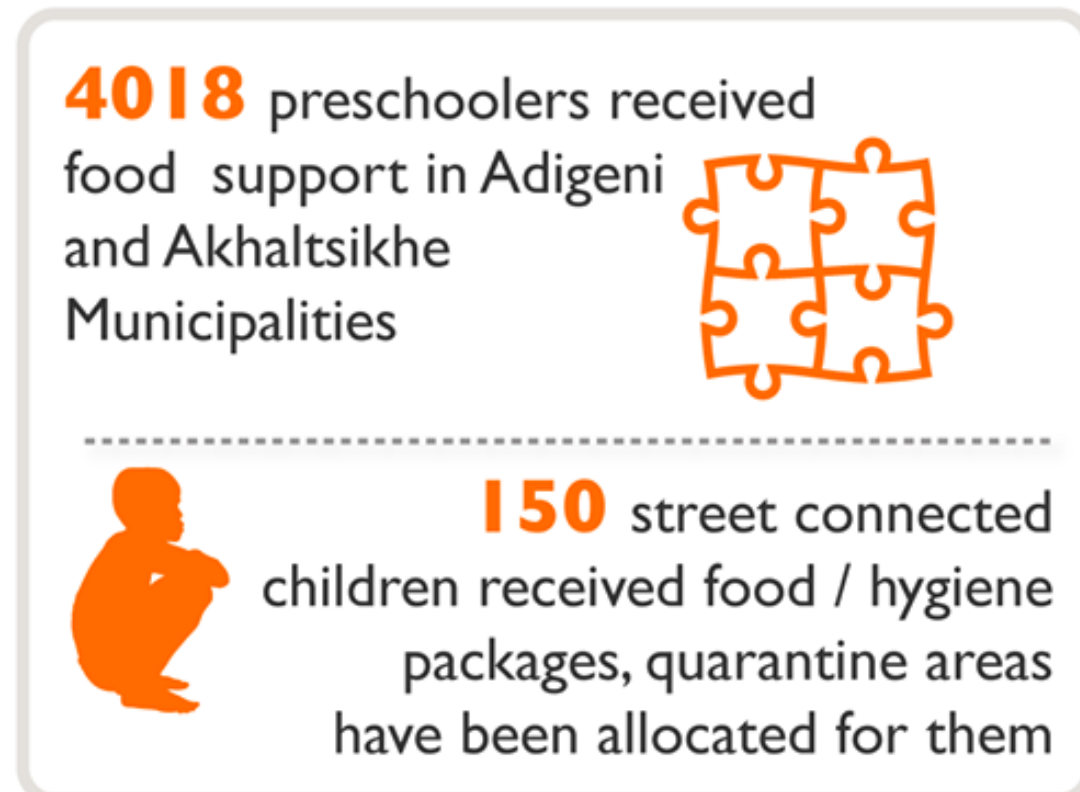 4018 preschoolers received
food support in Adigeni
and Akhaltsikhe
Municipalities
150 street connected
children received food / hygiene
packages, quarantine areas
have been allocated for them